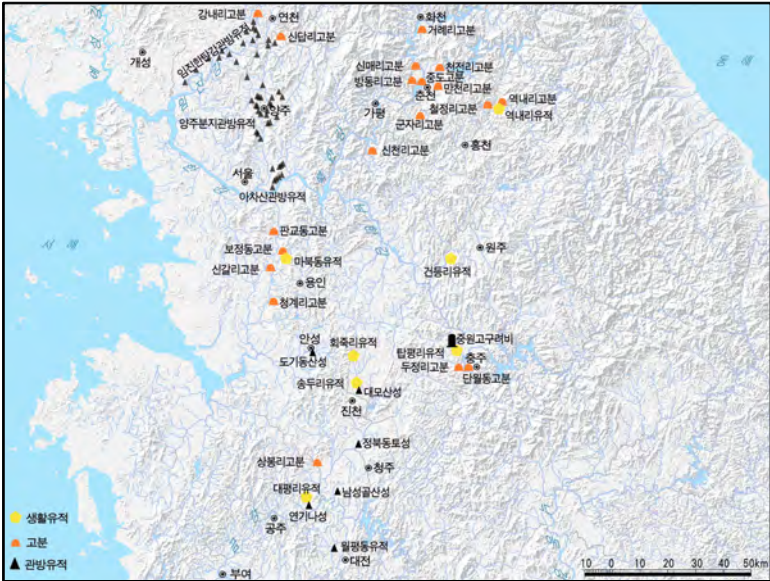 강내리고분
연천
화천
거례리고분
신답리고분
임진한탄강관방유적
개성
신매리고분
천전리고분
방동리고분
중도고분
춘천
만천리고분
동해
임진강
양주
양주분지관방유적
가평
철정리고분
역내리고분
역내리유적
군자리고분
신천리고분
홍천
서울
아차산관방유적
판교동고분
보정동고분
마북동유적
신갈리고분
용인
청계리고분
원주
건등리유적
서해
안성
도기동산성
회죽리유적
중원고구려비
탑평리유적
충주
두정리고분
단월동고분
송두리유적
대모산성
진천
정북동토성
상봉리고분
청주
대평리유적
남성골산성
연기나성
공주
월평동유적
대전
부여
생활유적
고분
관방유적
10 0 10 20 30 40 50km